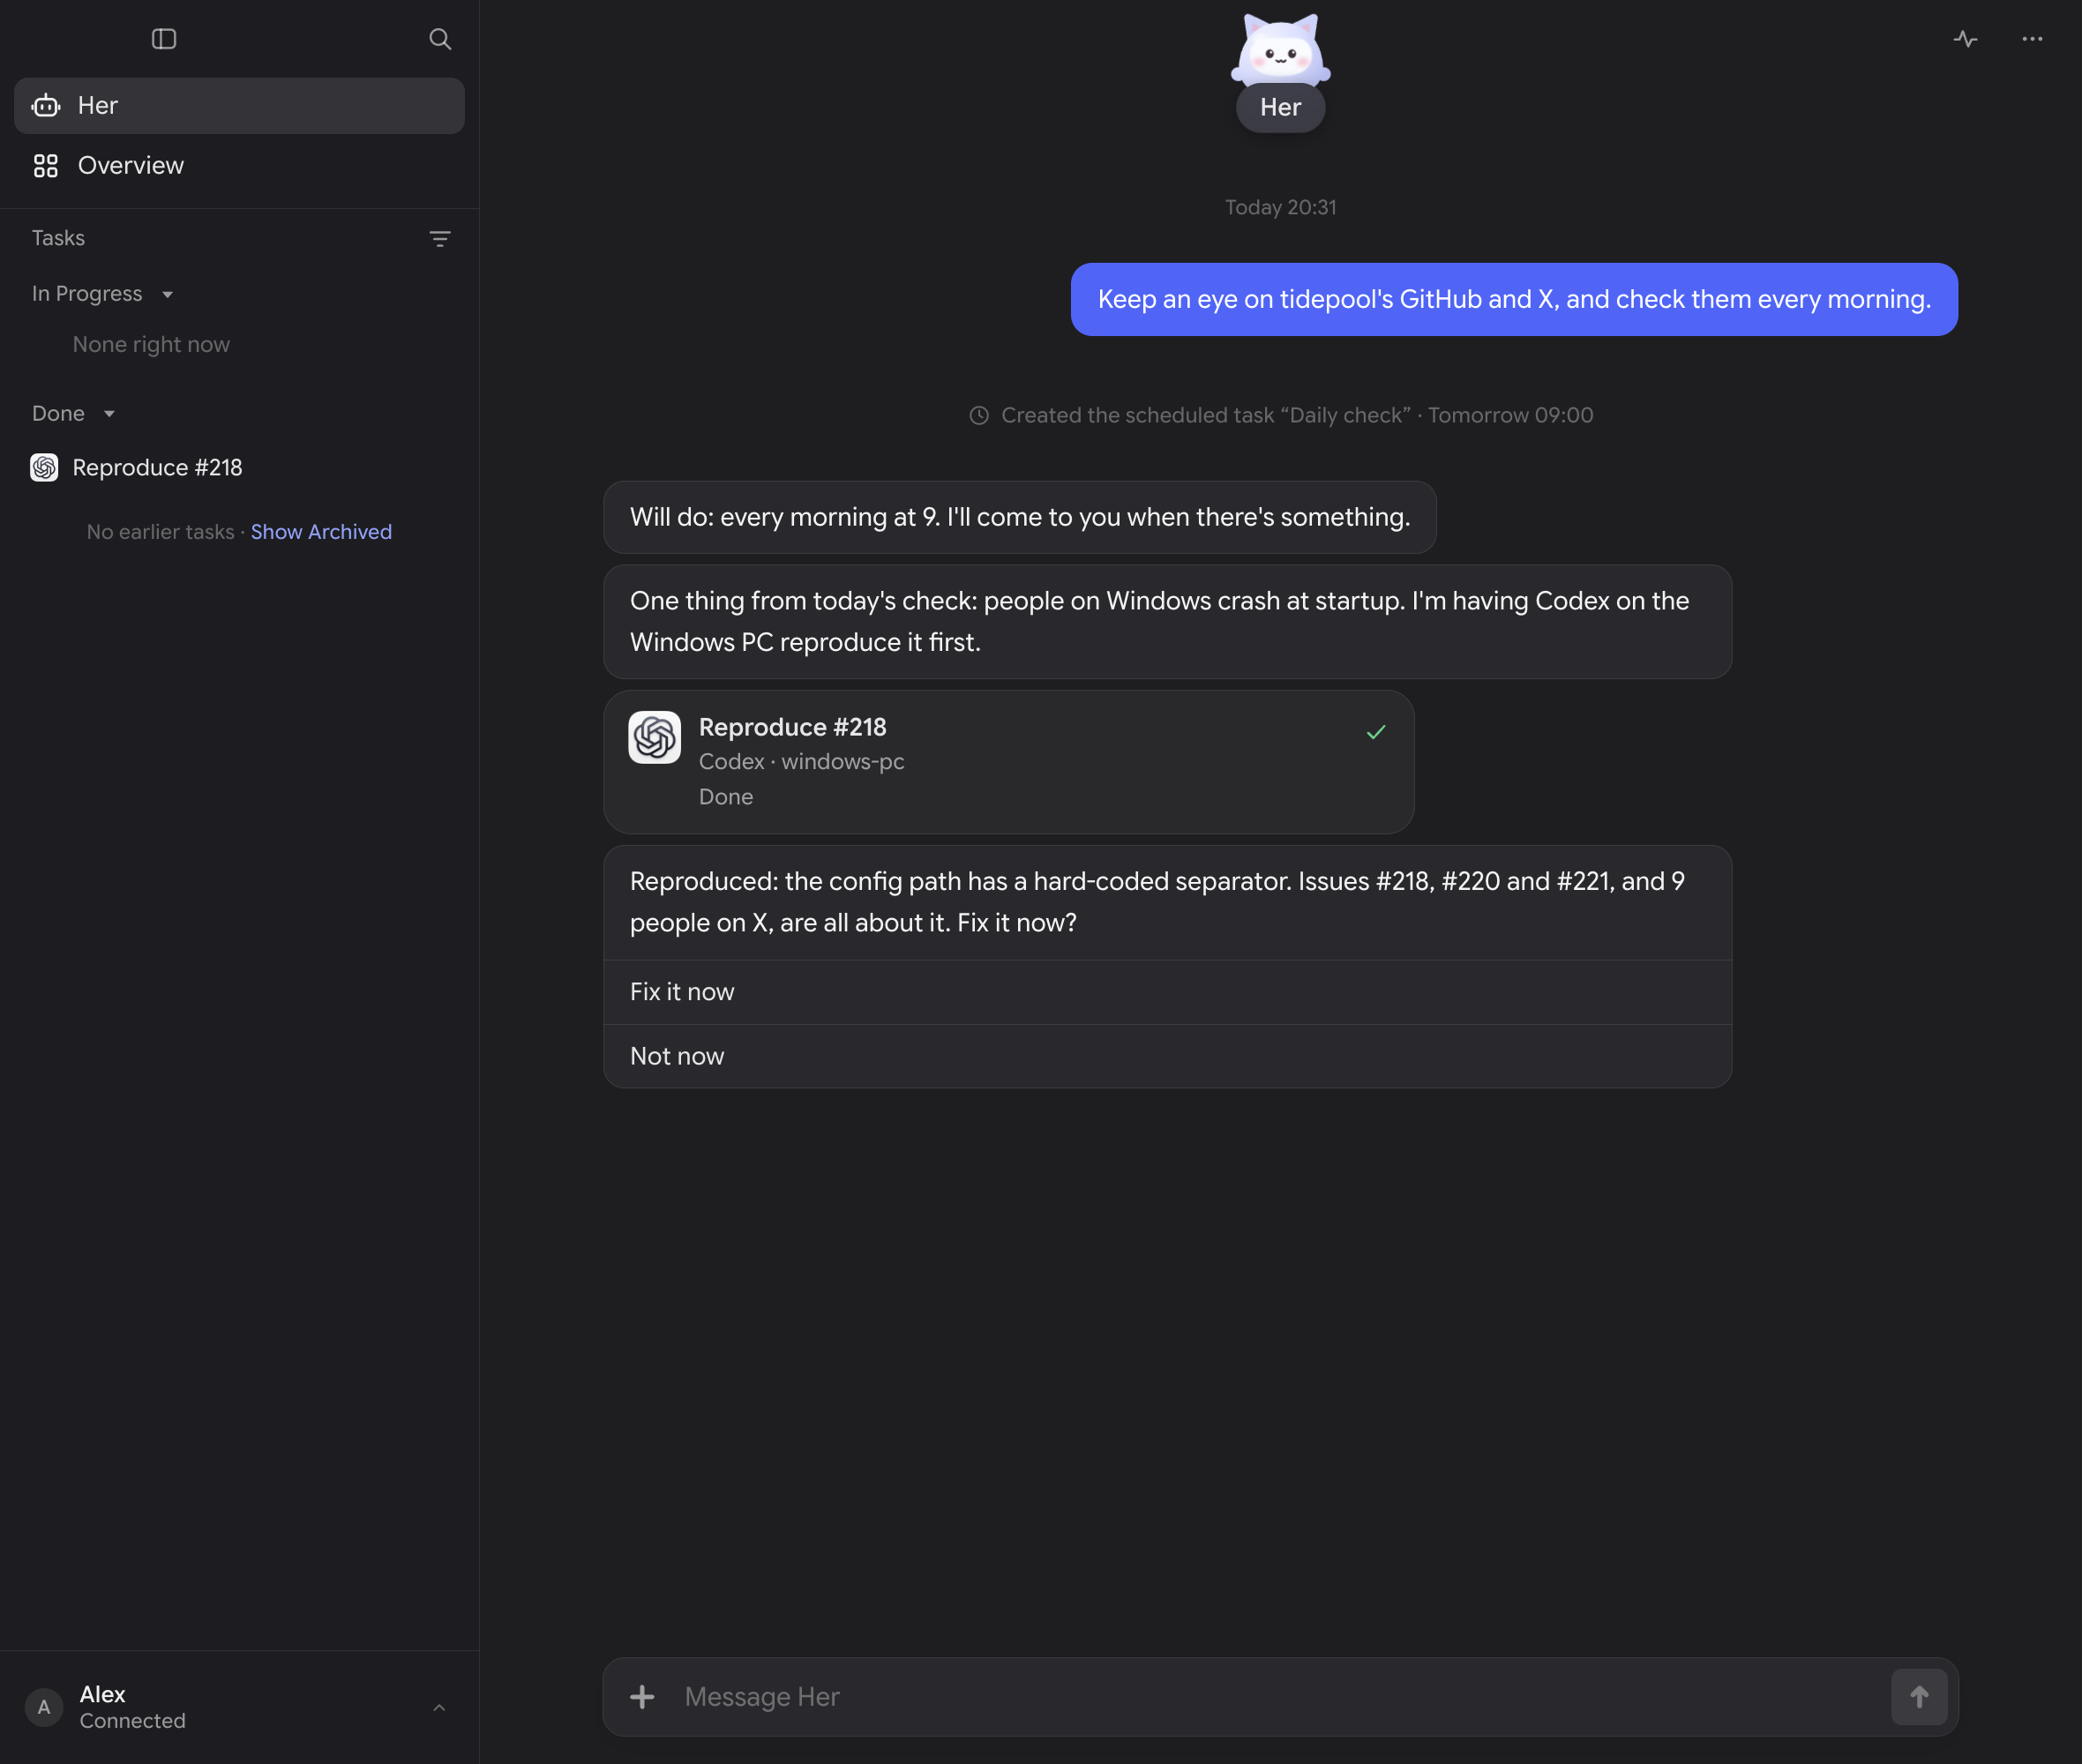 Her
Overview
Tasks
In Progress
None right now
Done
Reproduce #218
No earlier tasks · Show Archived
A
Alex
Connected
Her
Today 20:31
Keep an eye on tidepool's GitHub and X, and check them every morning.
Created the scheduled task “Daily check” · Tomorrow 09:00
Will do: every morning at 9. I'll come to you when there's something.
One thing from today's check: people on Windows crash at startup. I'm having Codex on the
Windows PC reproduce it first.
Reproduce #218
Codex · windows-pc
Done
Reproduced: the config path has a hard-coded separator. Issues #218, #220 and #221, and 9
people on X, are all about it. Fix it now?
Fix it now
Not now
Message Her